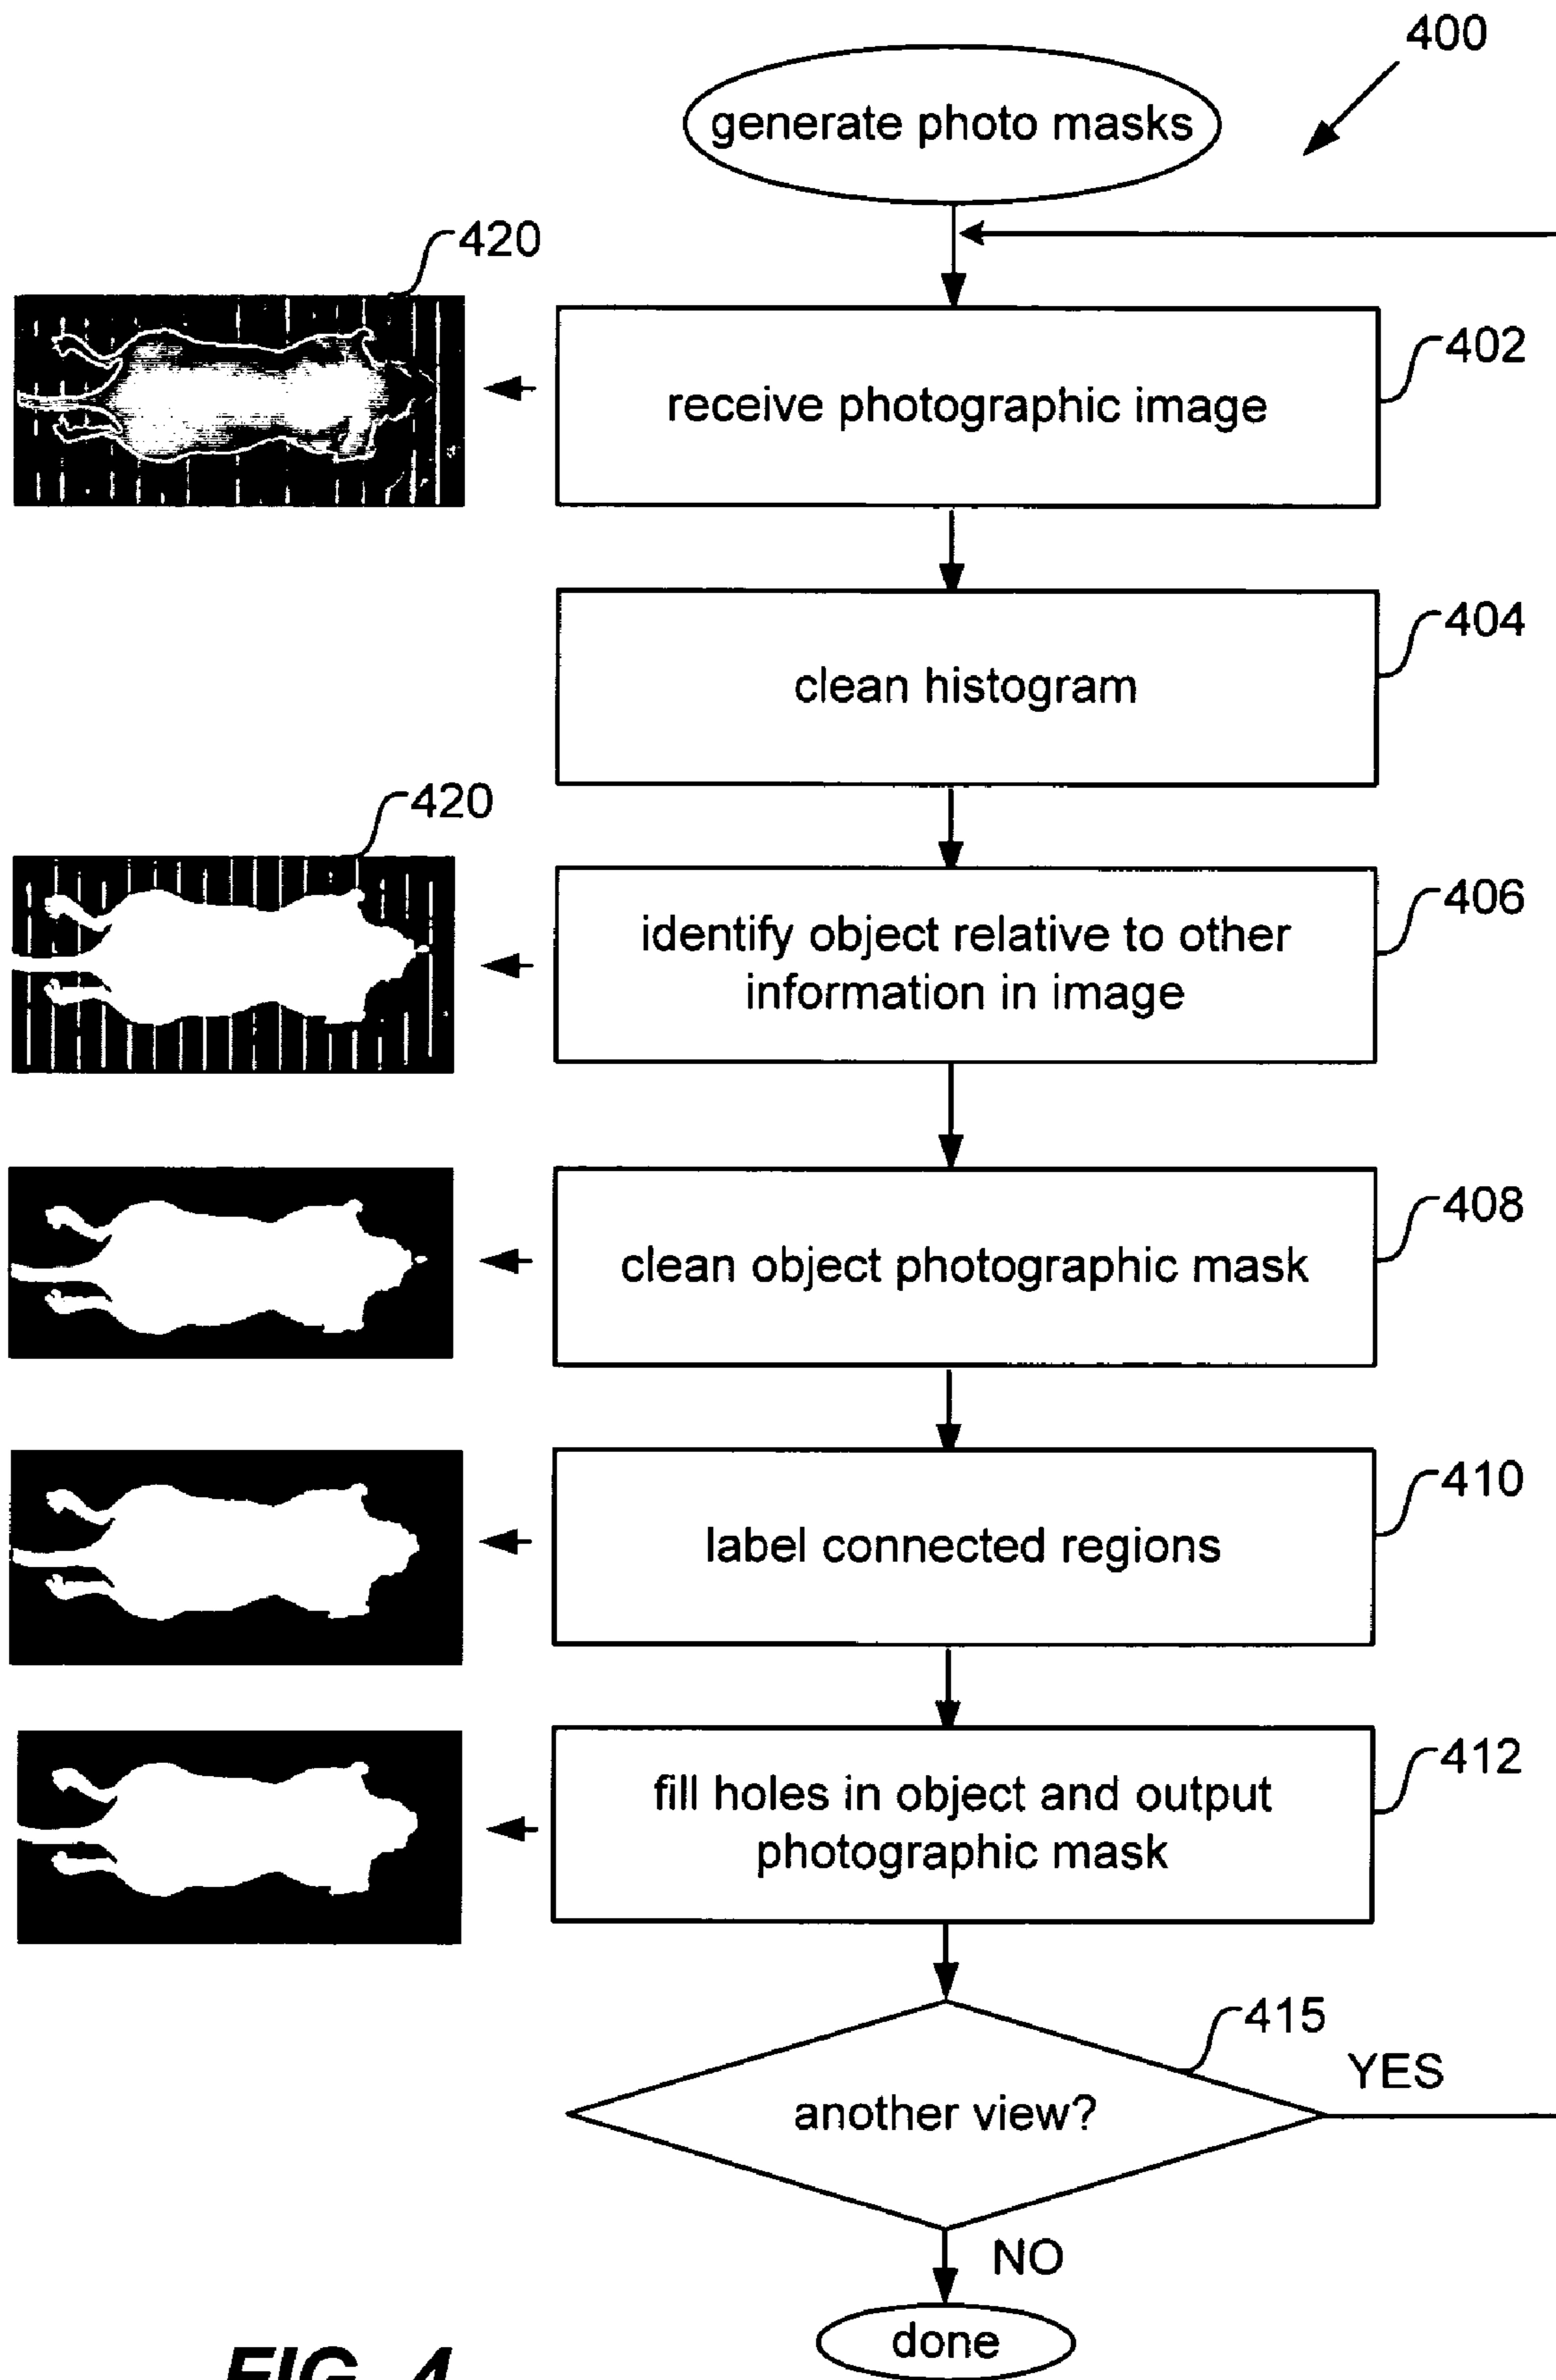 400
generate photo masks
420
402
receive photographic image
404
clean histogram
420
406
identify object relative to other
information in image
408
clean object photographic mask
410
label connected regions
412
fill holes in object and output
photographic mask
415
YES
another view?
NO
done
FIG. 4